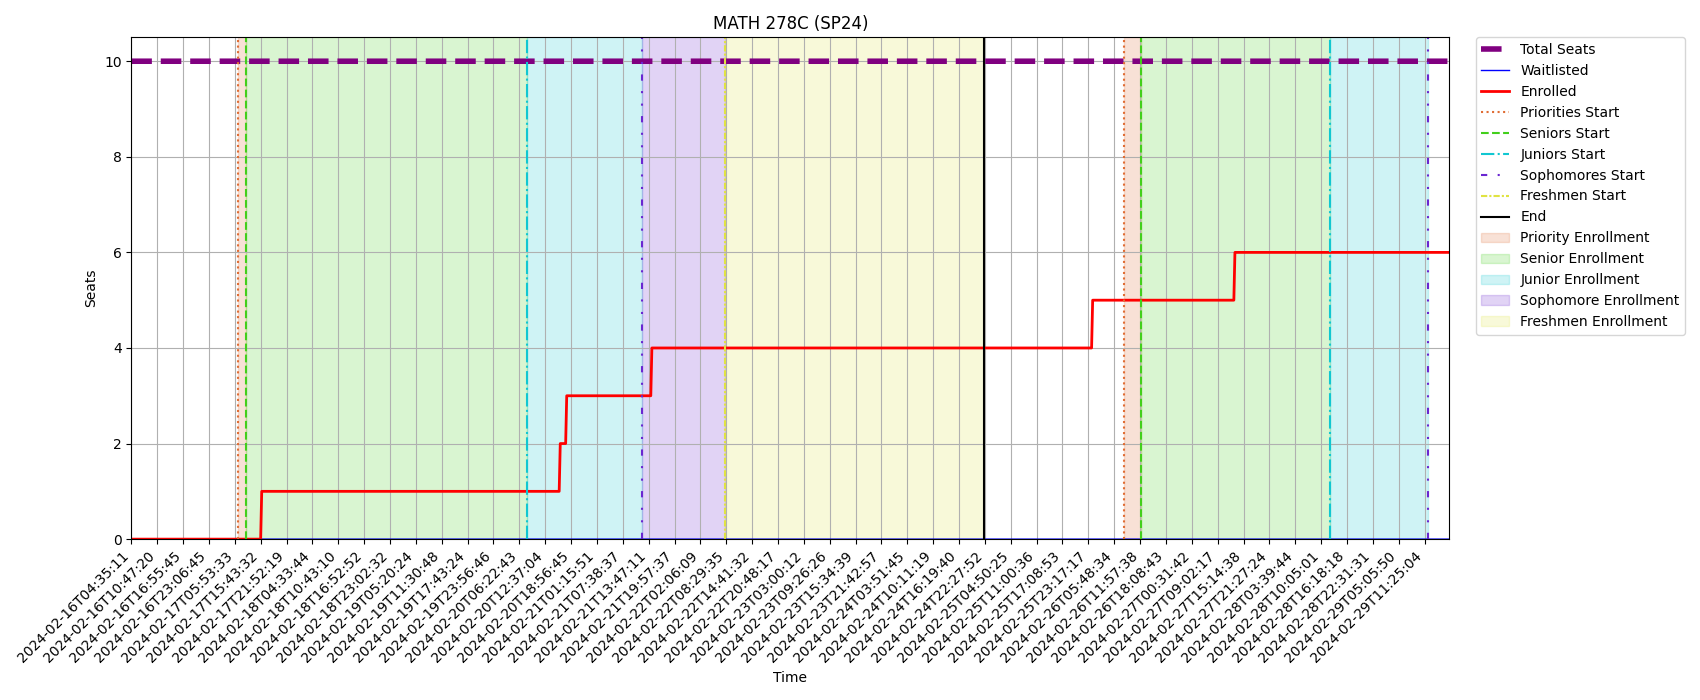 MATH 278C (SP24)
Total Seats
Waitlisted
Enrolled
Priorities Start
Seniors Start
Juniors Start
Sophomores Start
Freshmen Start
End
Priority Enrollment
Senior Enrollment
Junior Enrollment
Sophomore Enrollment
Freshmen Enrollment
Seats
10
8
6
4
2
0
2024-02-16T04:35:11
2024-02-16T10:47:20
2024-02-16T16:55:45
2024-02-16T23:06:45
2024-02-17T05:53:33
2024-02-17T15:43:32
2024-02-17T21:52:19
2024-02-18T04:33:44
2024-02-18T10:43:10
2024-02-18T16:52:52
2024-02-18T23:02:32
2024-02-19T05:20:24
2024-02-19T11:30:48
2024-02-19T17:43:24
2024-02-19T23:56:46
2024-02-20T06:22:43
2024-02-20T12:37:04
2024-02-20T18:56:45
2024-02-21T01:15:51
2024-02-21T07:38:37
2024-02-21T13:47:11
2024-02-21T19:57:37
2024-02-22T02:06:09
2024-02-22T08:29:35
2024-02-22T14:41:32
2024-02-22T20:48:17
2024-02-23T03:00:12
2024-02-23T09:26:26
2024-02-23T15:34:39
2024-02-23T21:42:57
2024-02-24T03:51:45
2024-02-24T10:11:19
2024-02-24T16:19:40
2024-02-24T22:27:52
2024-02-25T04:50:25
2024-02-25T11:00:36
2024-02-25T17:08:53
2024-02-25T23:17:17
2024-02-26T05:48:34
2024-02-26T11:57:38
2024-02-26T18:08:43
2024-02-27T00:31:42
2024-02-27T09:02:17
2024-02-27T15:14:38
2024-02-27T21:27:24
2024-02-28T03:39:44
2024-02-28T10:05:01
2024-02-28T16:18:18
2024-02-28T22:31:31
2024-02-29T05:05:50
2024-02-29T11:25:04
Time